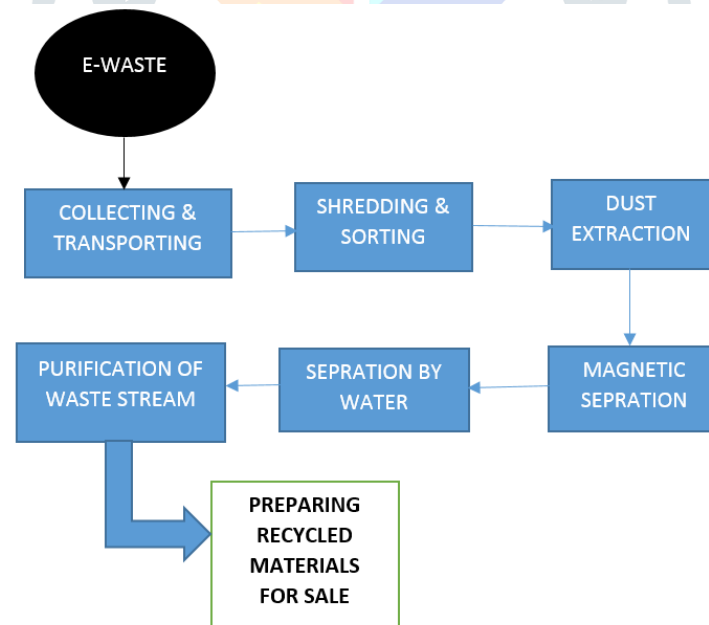 E-WASTE
COLLECTING &
TRANSPORTING
SHREDDING &
SORTING
DUST
EXTRACTION
MAGNETIC
SEPRATION
SEPRATION BY
WATER
PURIFICATION OF
WASTE STREAM
PREPARING
RECYCLED
MATERIALS
FOR SALE